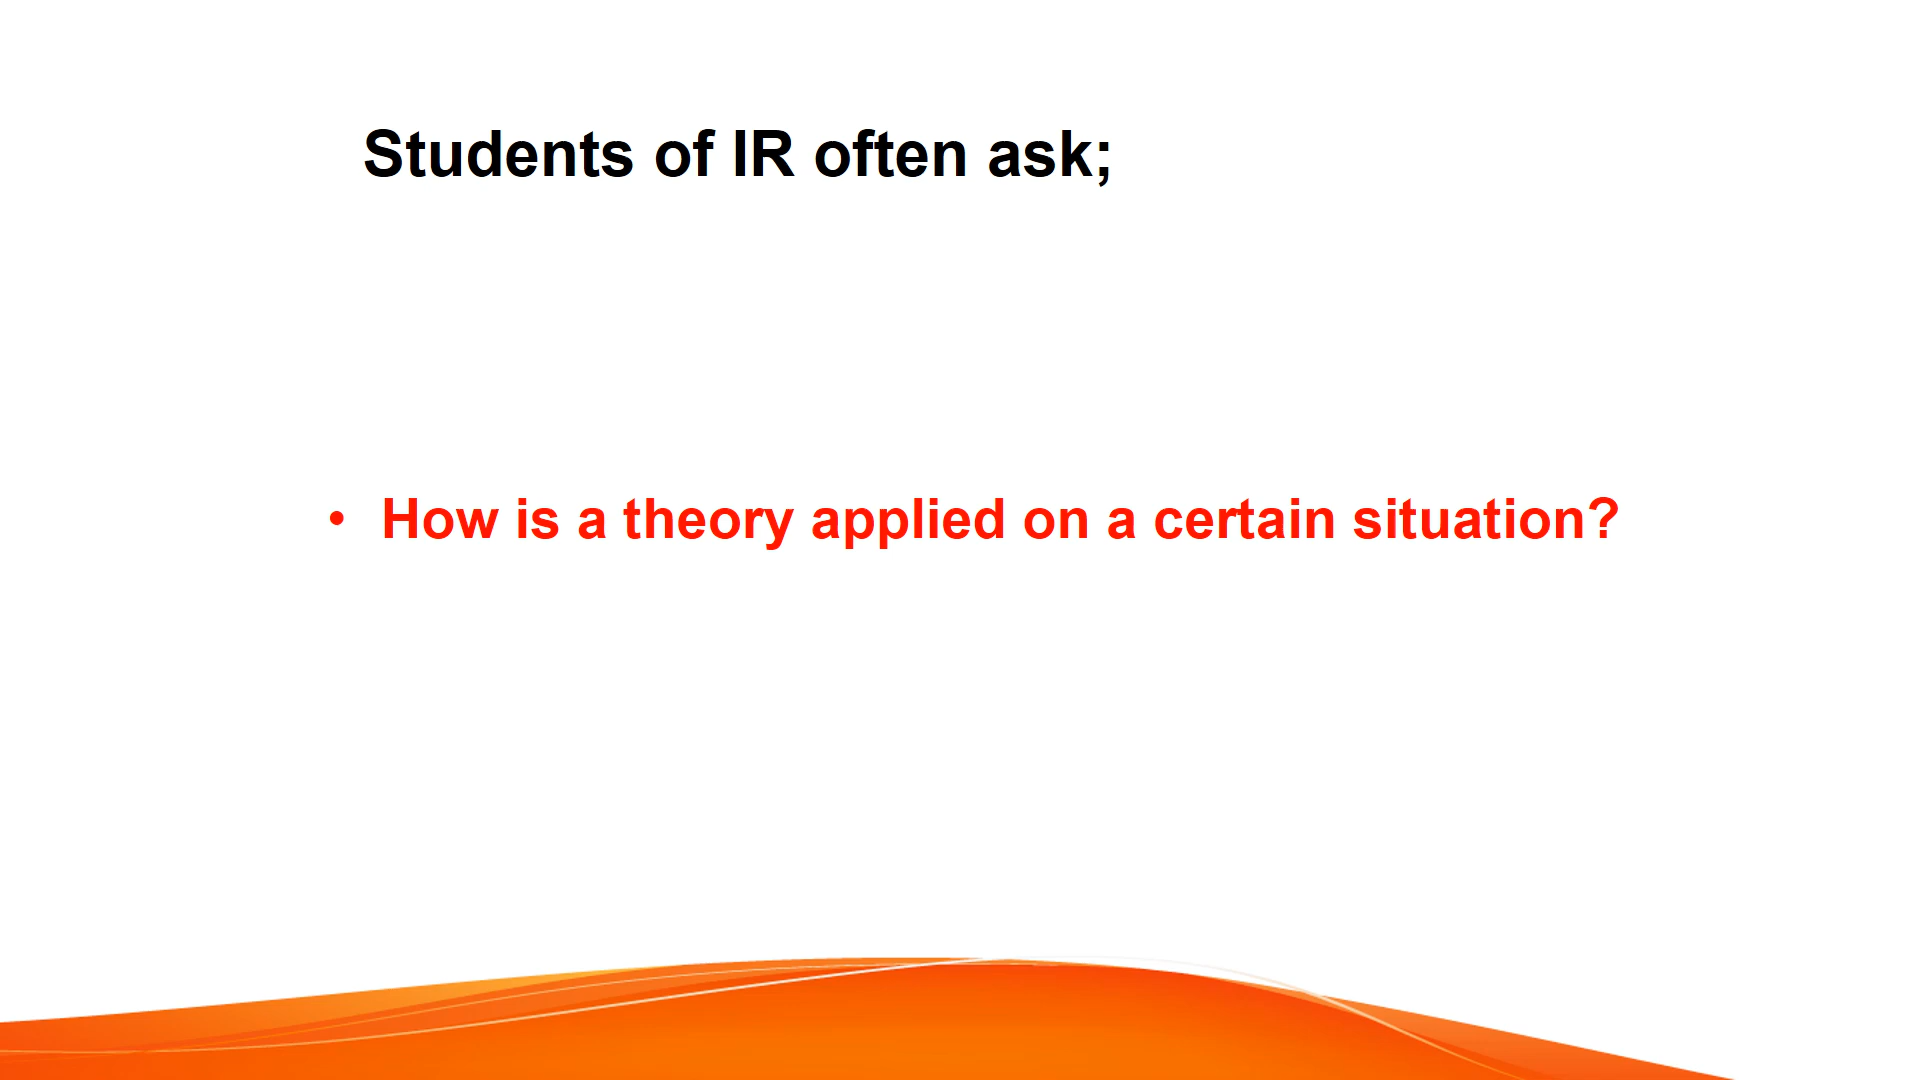 Students of IR often ask;
• How is a theory applied on a certain situation?